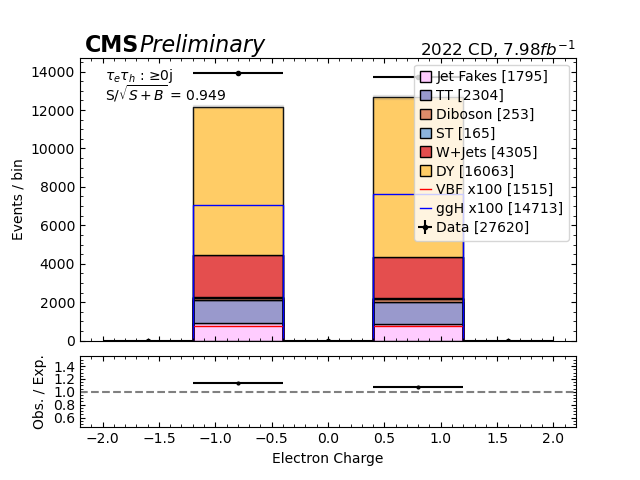 CMS Preliminary
2022 CD, 7.98fb⁻¹
τₑτₕ : ≥0j
S/√S + B = 0.949
Jet Fakes [1795]
TT [2304]
Diboson [253]
ST [165]
W+Jets [4305]
DY [16063]
VBF x100 [1515]
ggH x100 [14713]
Data [27620]
Events / bin
14000
12000
10000
8000
6000
4000
2000
0
Obs. / Exp.
1.4
1.2
1.0
0.8
0.6
−2.0 −1.5 −1.0 −0.5 0.0 0.5 1.0 1.5 2.0
Electron Charge